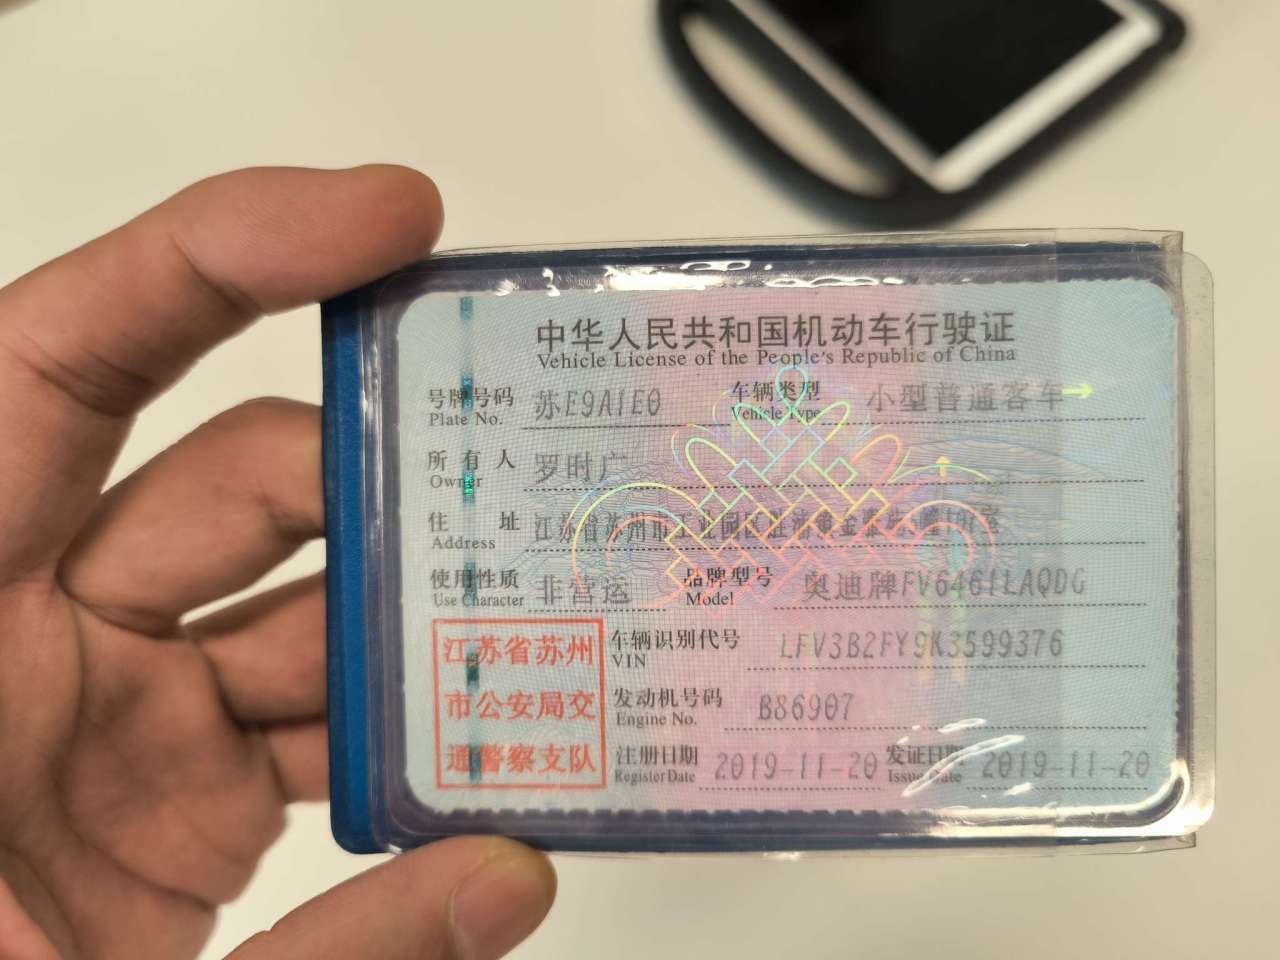 中华人民共和国机动车行驶证
Vehicle License of the People's Republic of China
号牌号码 苏E9A1E0 车辆类型 小型普通客车
Plate No. Vehicle Type
所有人 罗时广
Owner
住址 江苏省苏州市工业园区
Address
使用性质 非营运 品牌型号 奥迪牌FV6461LAQDG
Use Character Model
江苏省苏州
市公安局交
通警察支队
车辆识别代号 LFV3B2FY9K3599376
VIN
发动机号码 B86907
Engine No.
注册日期 2019-11-20 发证日期 2019-11-20
Register Date Issue Date